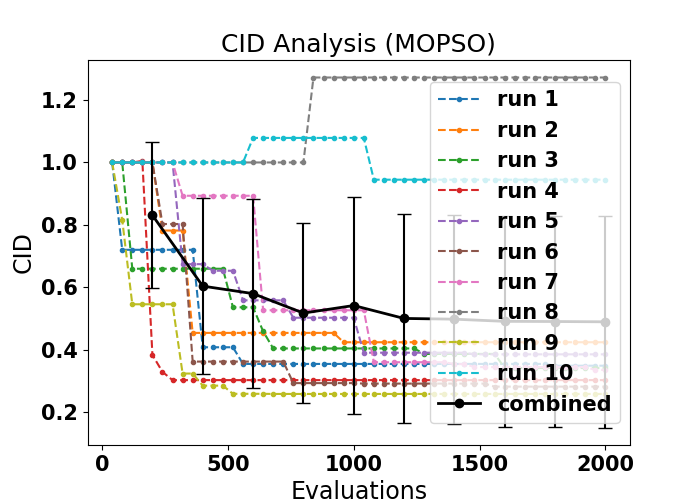 CID Analysis (MOPSO)
CID
1.2
1.0
0.8
0.6
0.4
0.2
run 1
run 2
run 3
run 4
run 5
run 6
run 7
run 8
run 9
run 10
combined
0 500 1000 1500 2000
Evaluations